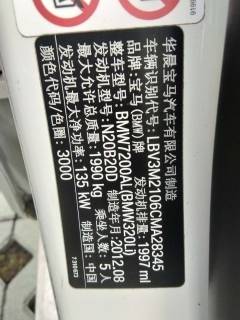 华晨宝马汽车有限公司制造
车辆识别代号：LBV3M2106CMA28345
品牌：宝马(BMW)牌
整车型号：BMW7200AL(BMW320Li)
发动机型号：N20B20D 发动机排量：1997 ml
最大允许总质量：1996 kg 制造年月：2012.08
发动机最大净功率：135 kW 乘坐人数：5人
颜色代码/色圈：3000 制造国：中国
7306673